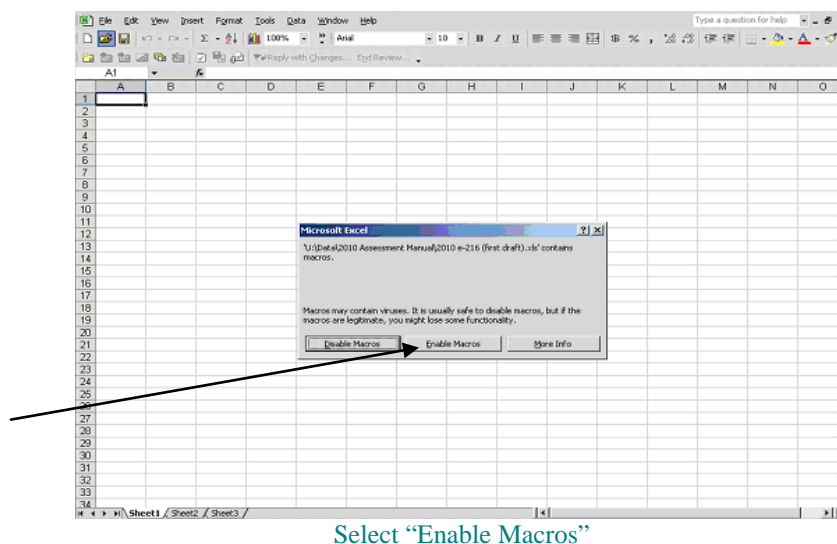 File Edit View Insert Format Tools Data Window Help Type a question for help
100% Arial 10 B I U $ % ,
Reply with Changes... End Review...
A1 fx
A B C D E F G H I J K L M N O
1
2
3
4
5
6
7
8
9
10
11
12
13
14
15
16
17
18
19
20
21
22
23
24
25
26
27
28
29
30
31
32
33
34
Microsoft Excel
'U:\Data\2010 Assessment Manual\2010 e-216 (first draft).xls' contains
macros.
Macros may contain viruses. It is usually safe to disable macros, but if the
macros are legitimate, you might lose some functionality.
Disable Macros Enable Macros More Info
Sheet1 Sheet2 Sheet3
Select “Enable Macros”